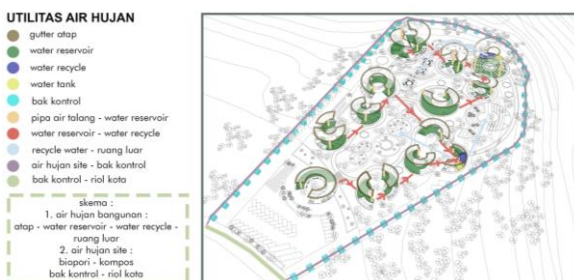 UTILITAS AIR HUJAN
gutter atap
water reservoir
water recycle
water tank
bak kontrol
pipa air talang - water reservoir
water reservoir - water recycle
recycle water - ruang luar
air hujan site - bak kontrol
bak kontrol - riol kota
skema :
1. air hujan bangunan :
atap - water reservoir - water recycle -
ruang luar
2. air hujan site :
biopori - kompos
bak kontrol - riol kota